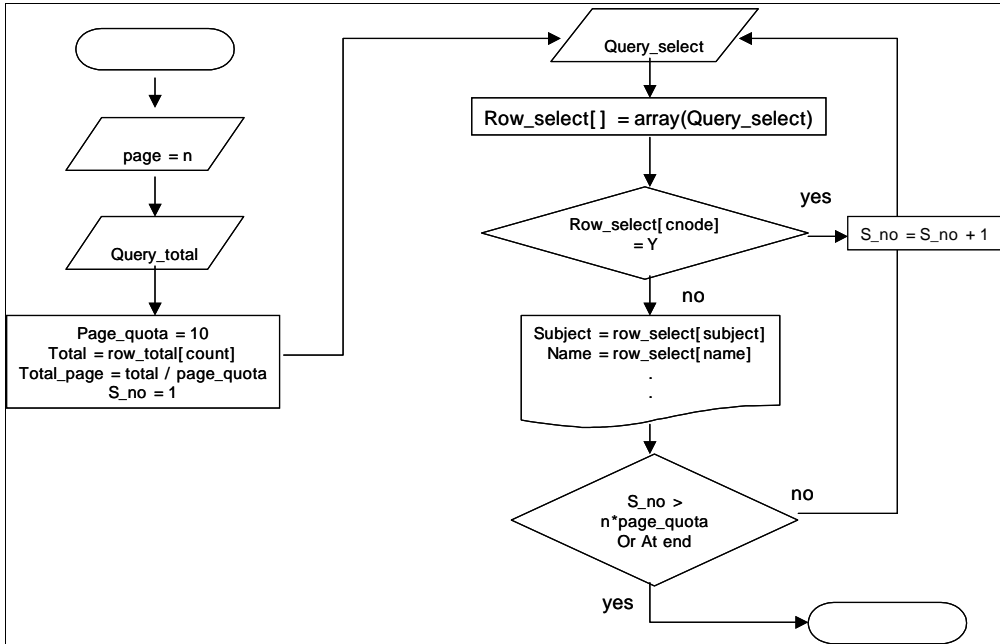 page = n
Query_total
Page_quota = 10
Total = row_total[count]
Total_page = total / page_quota
S_no = 1
Query_select
Row_select[ ] = array(Query_select)
Row_select[cnode]
= Y
yes
S_no = S_no + 1
no
Subject = row_select[subject]
Name = row_select[name]
.
.
S_no >
n*page_quota
Or At end
no
yes